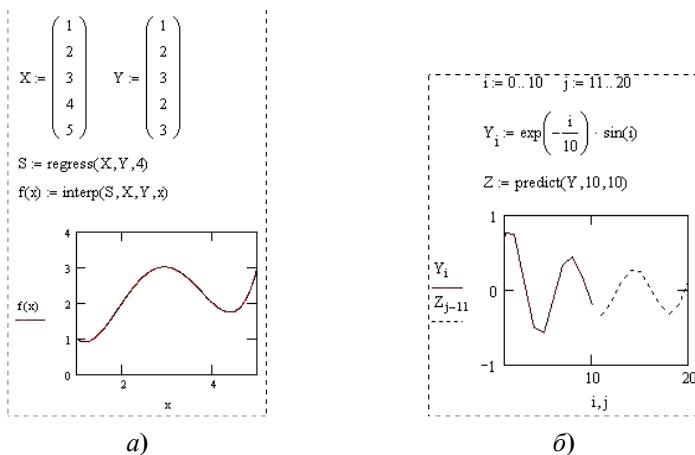 X := ( 1 2 3 4 5 ) Y := ( 1 2 3 2 3 )
S := regress(X,Y,4)
f(x) := interp(S,X,Y,x)
4
3
f(x)
2
1
0
2 4
x
а)
i := 0..10 j := 11..20
Y_i := exp(-i/10) · sin(i)
Z := predict(Y,10,10)
1
Y_i
0
Z_j-11
-1
10 20
i,j
б)